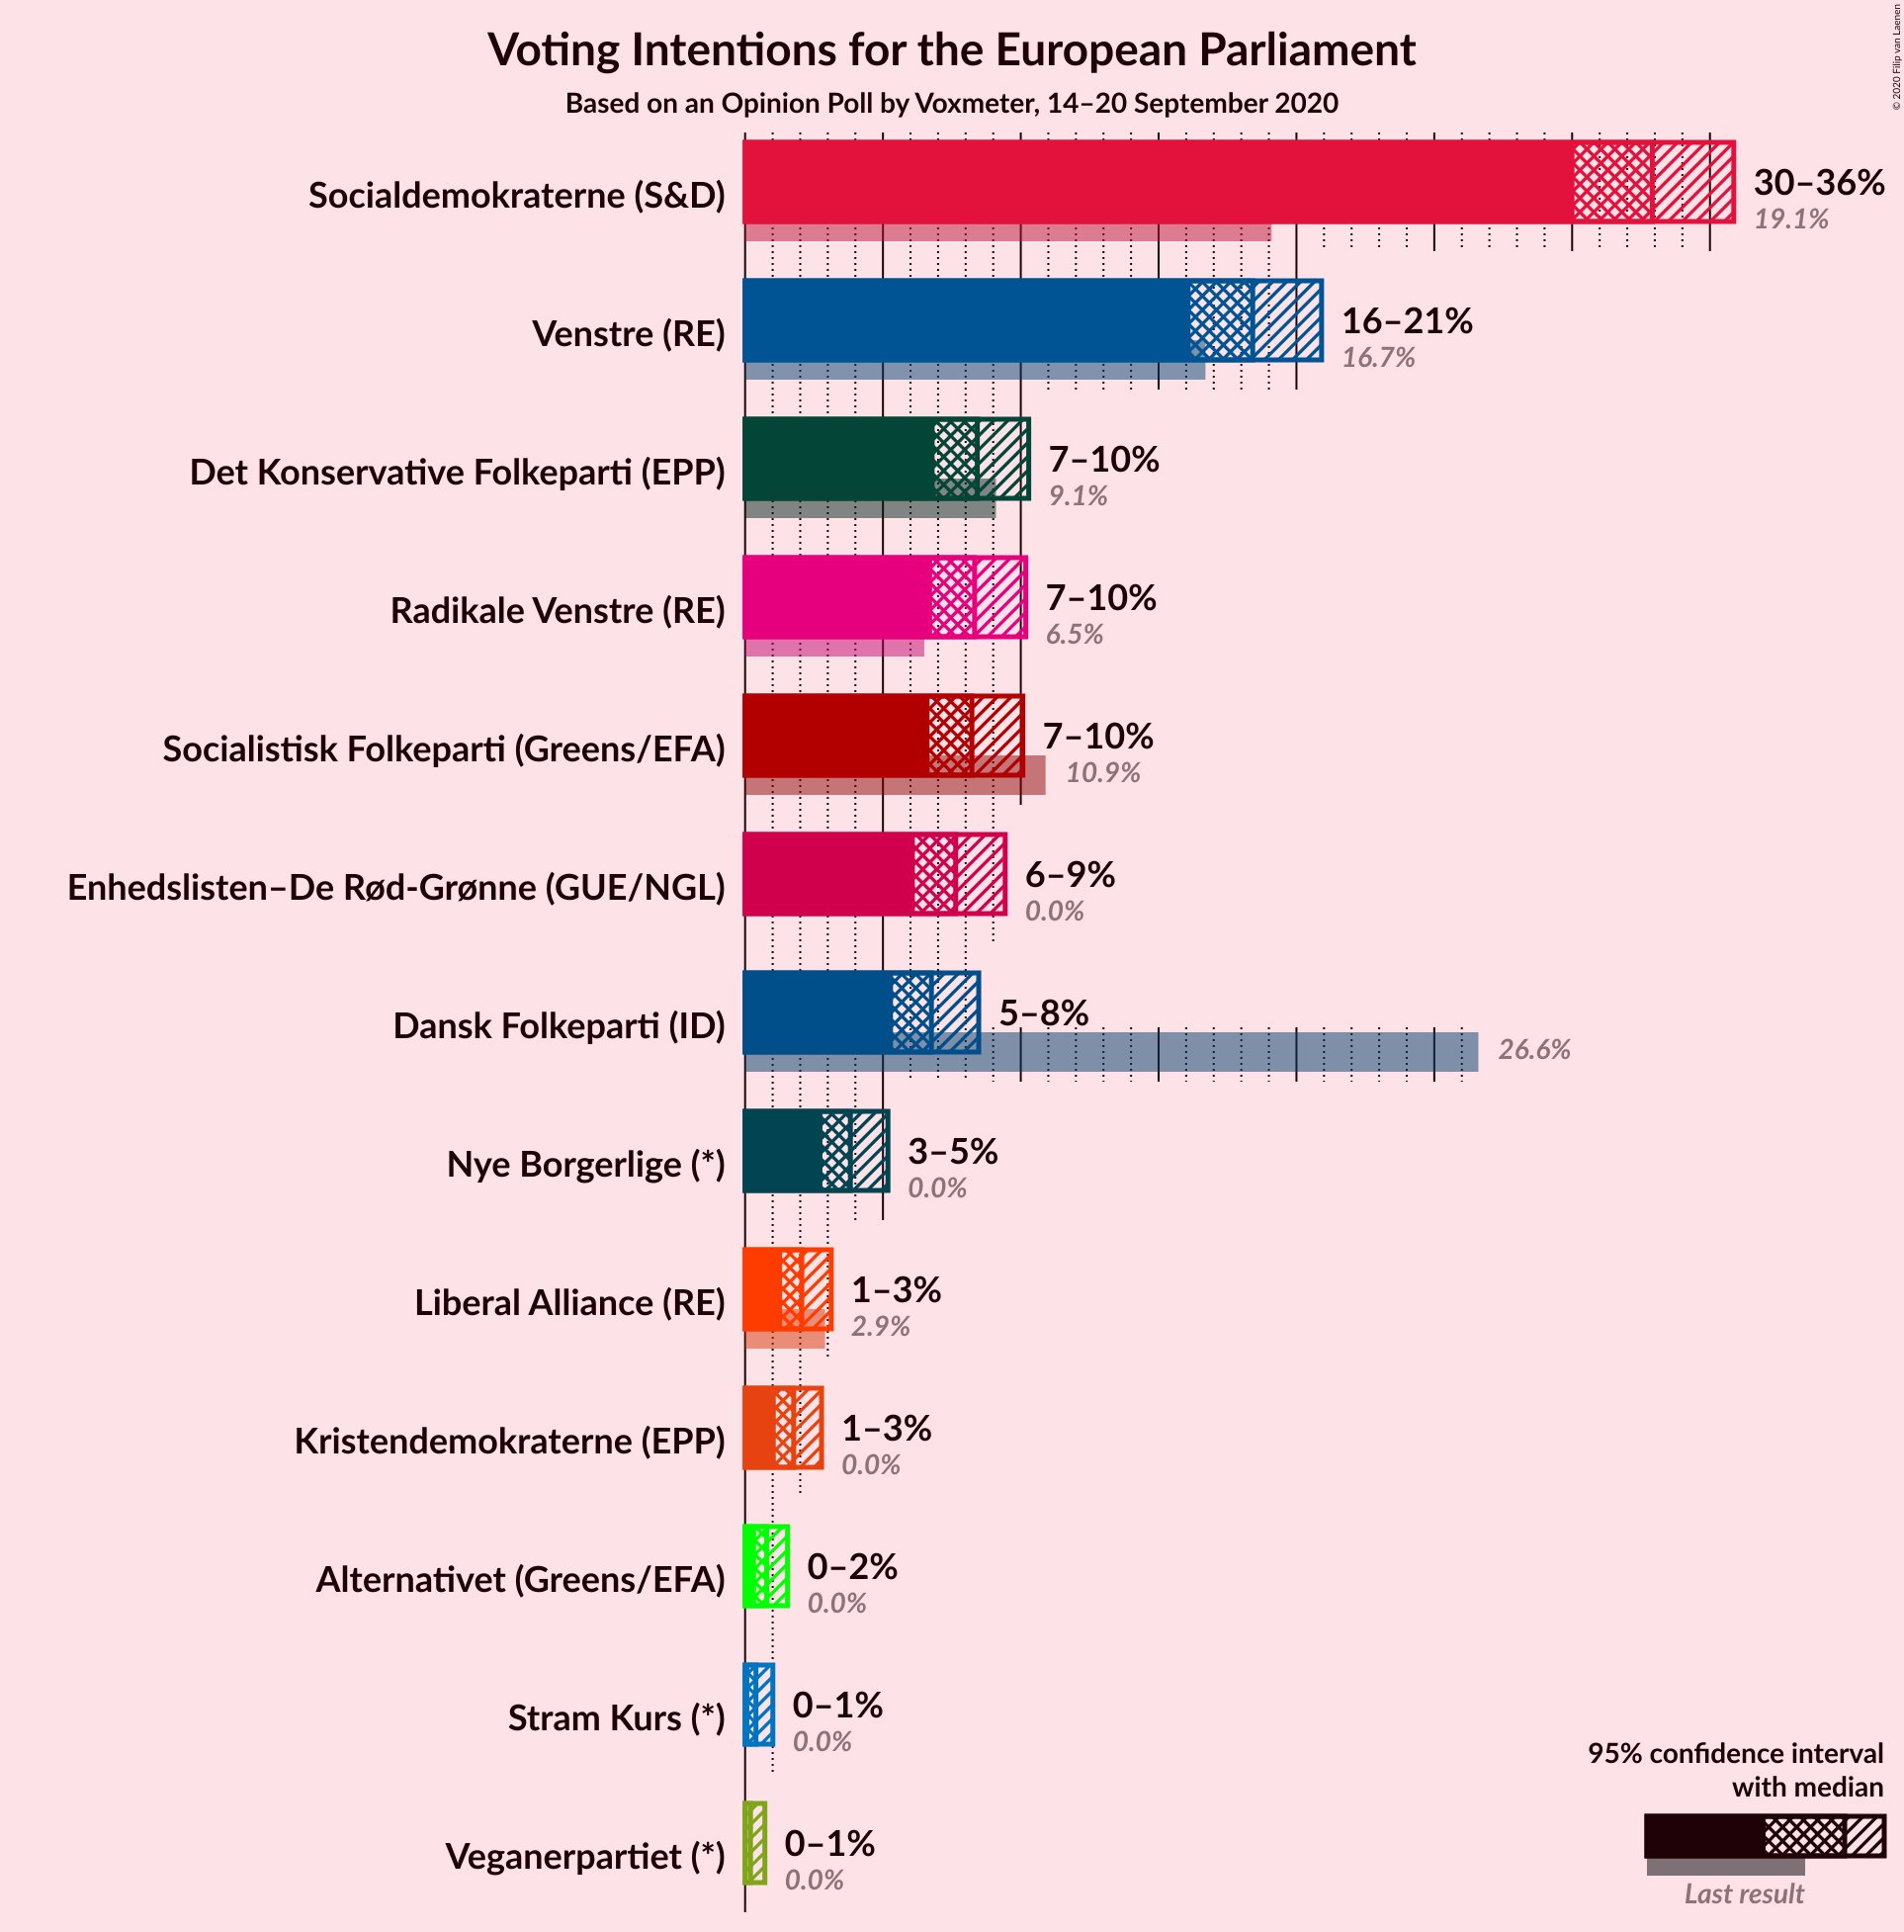 Voting Intentions for the European Parliament
Based on an Opinion Poll by Voxmeter, 14–20 September 2020
© 2020 Filip van Laenen
Socialdemokraterne (S&D)
30–36%
19.1%
Venstre (RE)
16–21%
16.7%
Det Konservative Folkeparti (EPP)
7–10%
9.1%
Radikale Venstre (RE)
7–10%
6.5%
Socialistisk Folkeparti (Greens/EFA)
7–10%
10.9%
Enhedslisten–De Rød-Grønne (GUE/NGL)
6–9%
0.0%
Dansk Folkeparti (ID)
5–8%
26.6%
Nye Borgerlige (*)
3–5%
0.0%
Liberal Alliance (RE)
1–3%
2.9%
Kristendemokraterne (EPP)
1–3%
0.0%
Alternativet (Greens/EFA)
0–2%
0.0%
Stram Kurs (*)
0–1%
0.0%
Veganerpartiet (*)
0–1%
0.0%
95% confidence interval
with median
Last result